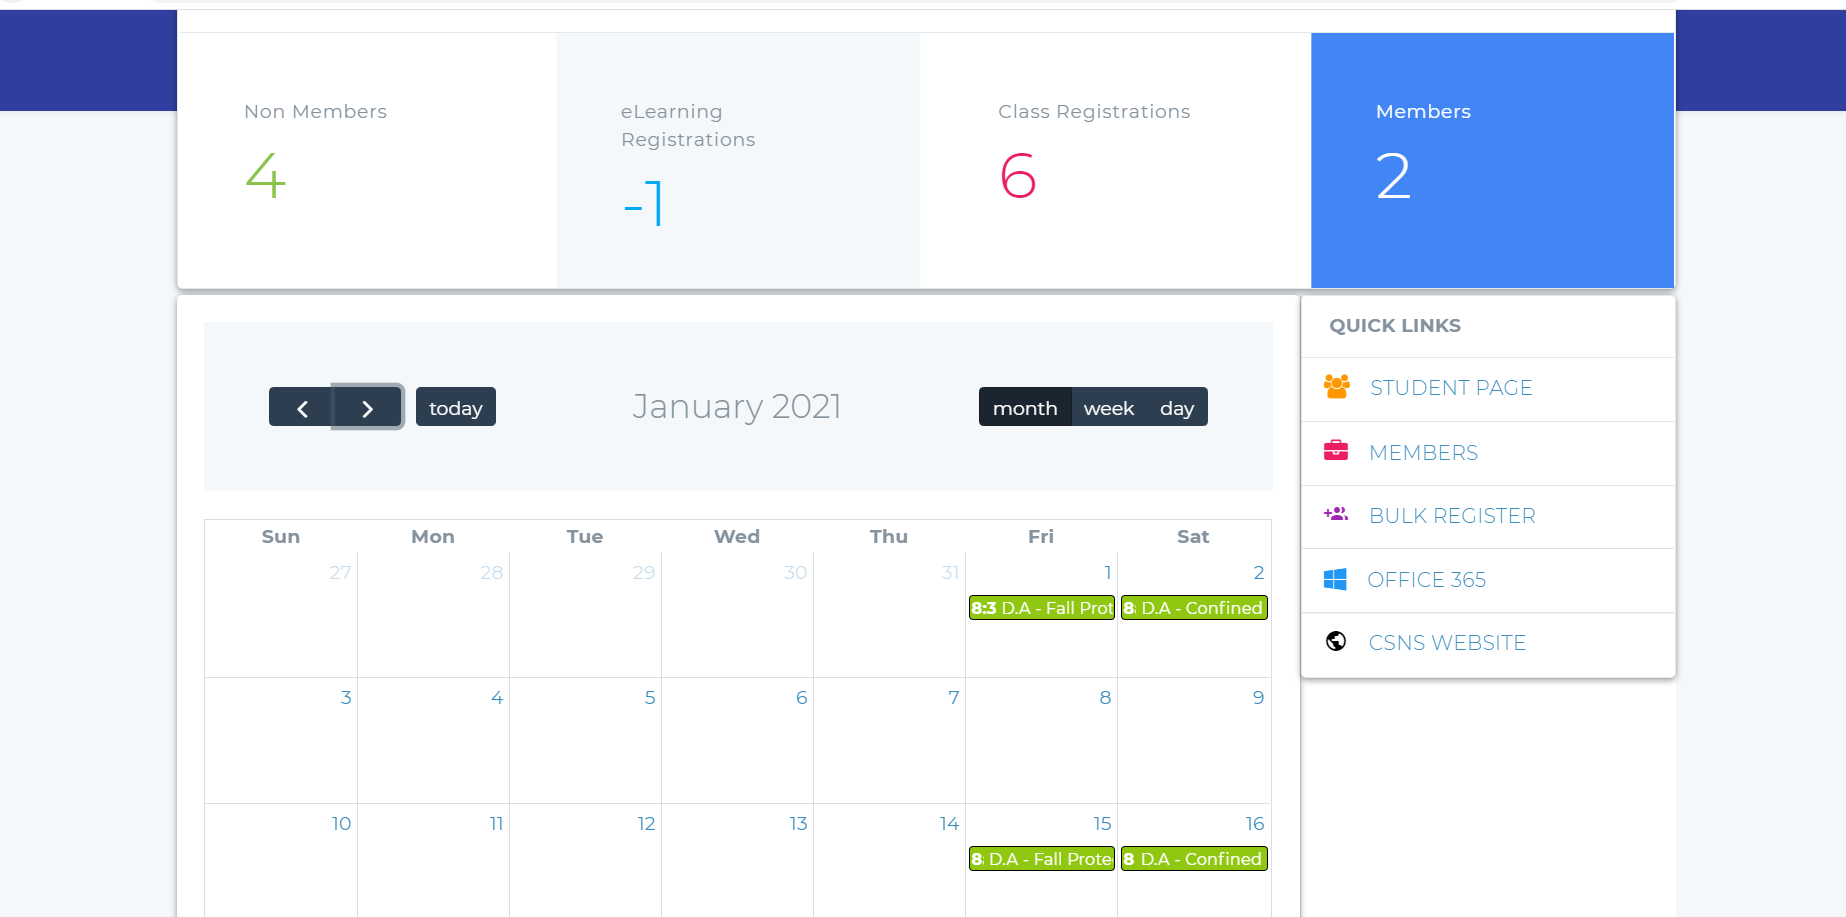 Non Members
4
eLearning
Registrations
-1
Class Registrations
6
Members
2
today
January 2021
month week day
Sun Mon Tue Wed Thu Fri Sat
27 28 29 30 31 1 2
8:3 D.A - Fall Prot
8: D.A - Confined
3 4 5 6 7 8 9
10 11 12 13 14 15 16
8: D.A - Fall Prote
8 D.A - Confined
QUICK LINKS
STUDENT PAGE
MEMBERS
BULK REGISTER
OFFICE 365
CSNS WEBSITE